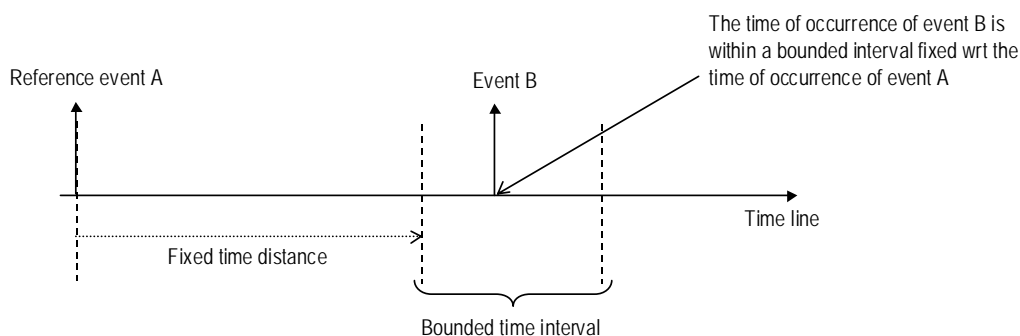 The time of occurrence of event B is
within a bounded interval fixed wrt the
time of occurrence of event A
Reference event A
Event B
Time line
Fixed time distance
Bounded time interval